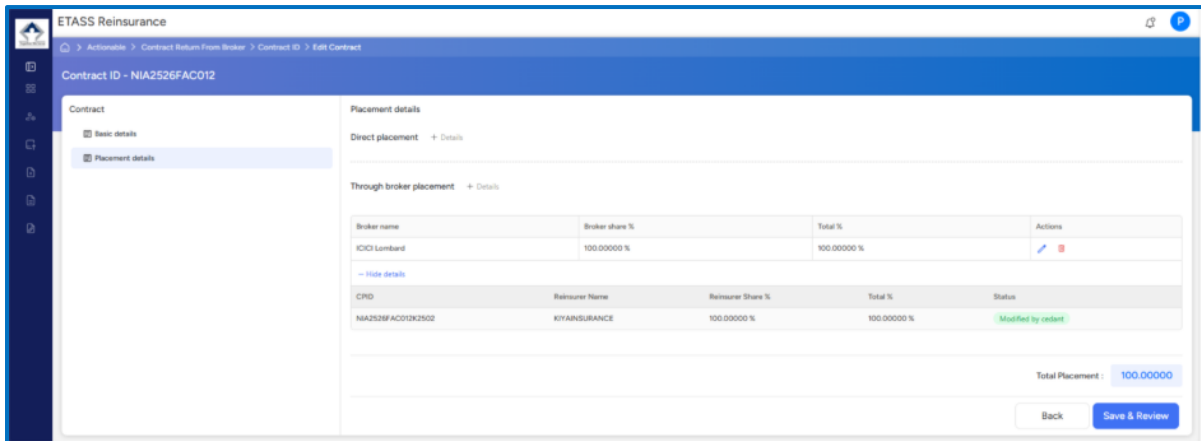 ETASS Reinsurance
P
> Actionable > Contract Return From Broker > Contract ID > Edit Contract
Contract ID - NIA2526FAC012
Contract
Basic details
Placement details
Placement details
Direct placement + Details
Through broker placement + Details
Broker name Broker share % Total % Actions
ICICI Lombard 100.00000 % 100.00000 %
— Hide details
CPID Reinsurer Name Reinsurer Share % Total % Status
NIA2526FAC012K2502 KIYAINSURANCE 100.00000 % 100.00000 % Modified by cedant
Total Placement : 100.00000
Back Save & Review